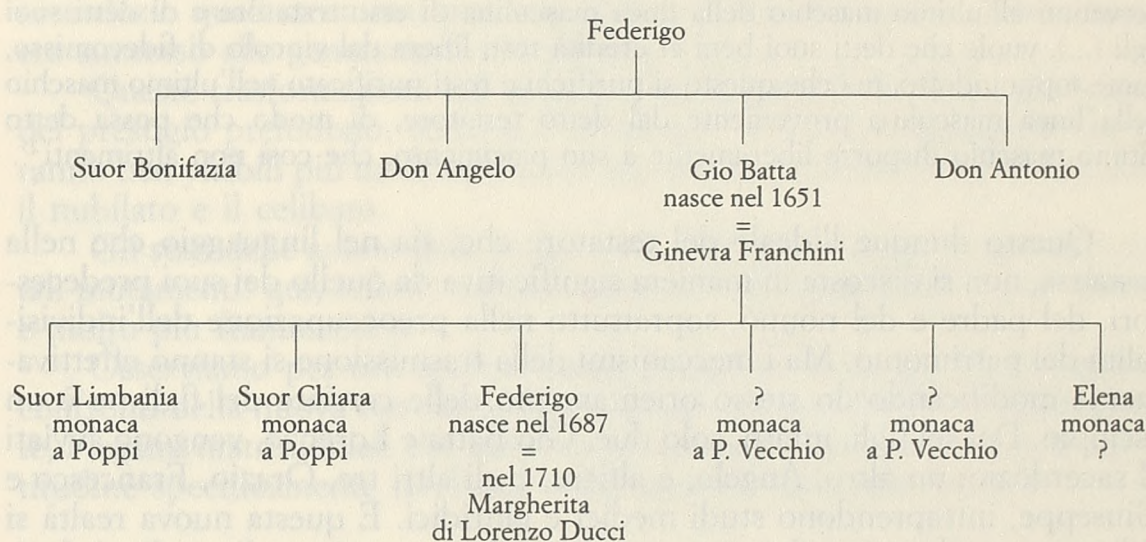 Federigo
Suor Bonifazia Don Angelo Gio Batta Don Antonio
nasce nel 1651
=
Ginevra Franchini
Suor Limbania Suor Chiara Federigo ? ? Elena
monaca monaca nasce nel 1687 monaca monaca monaca
a Poppi a Poppi = a P. Vecchio a P. Vecchio ?
nel 1710
Margherita
di Lorenzo Ducci